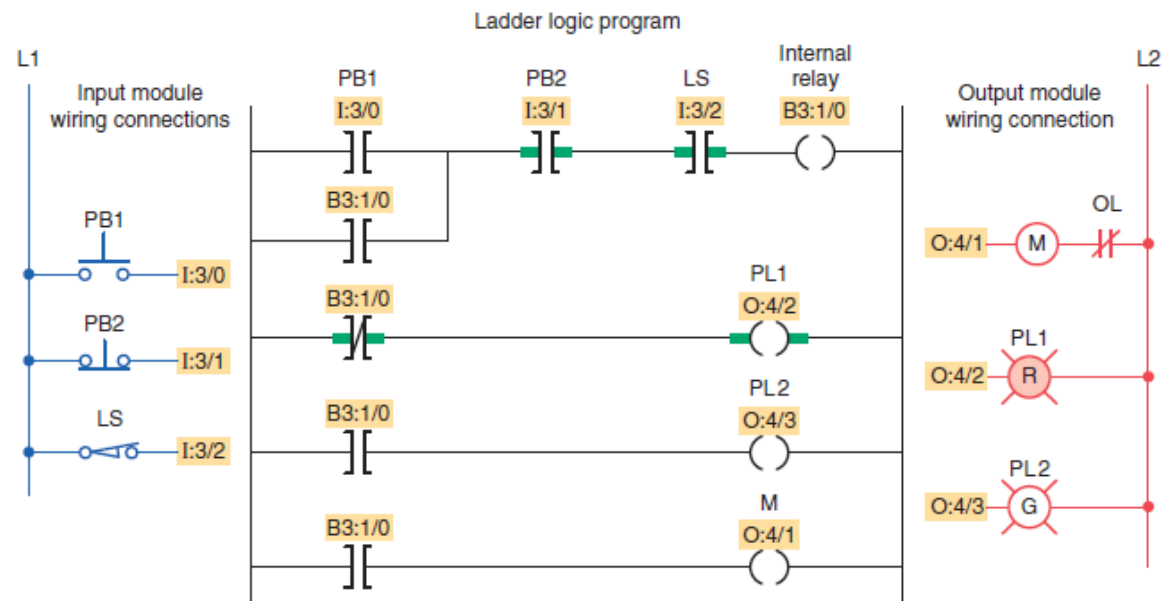 Ladder logic program
L1
Input module
wiring connections
PB1
I:3/0
PB2
I:3/1
LS
I:3/2
PB1
I:3/0
PB2
I:3/1
LS
I:3/2
Internal
relay
B3:1/0
B3:1/0
B3:1/0
PL1
O:4/2
B3:1/0
PL2
O:4/3
B3:1/0
M
O:4/1
L2
Output module
wiring connection
O:4/1
M
OL
PL1
O:4/2
R
PL2
O:4/3
G